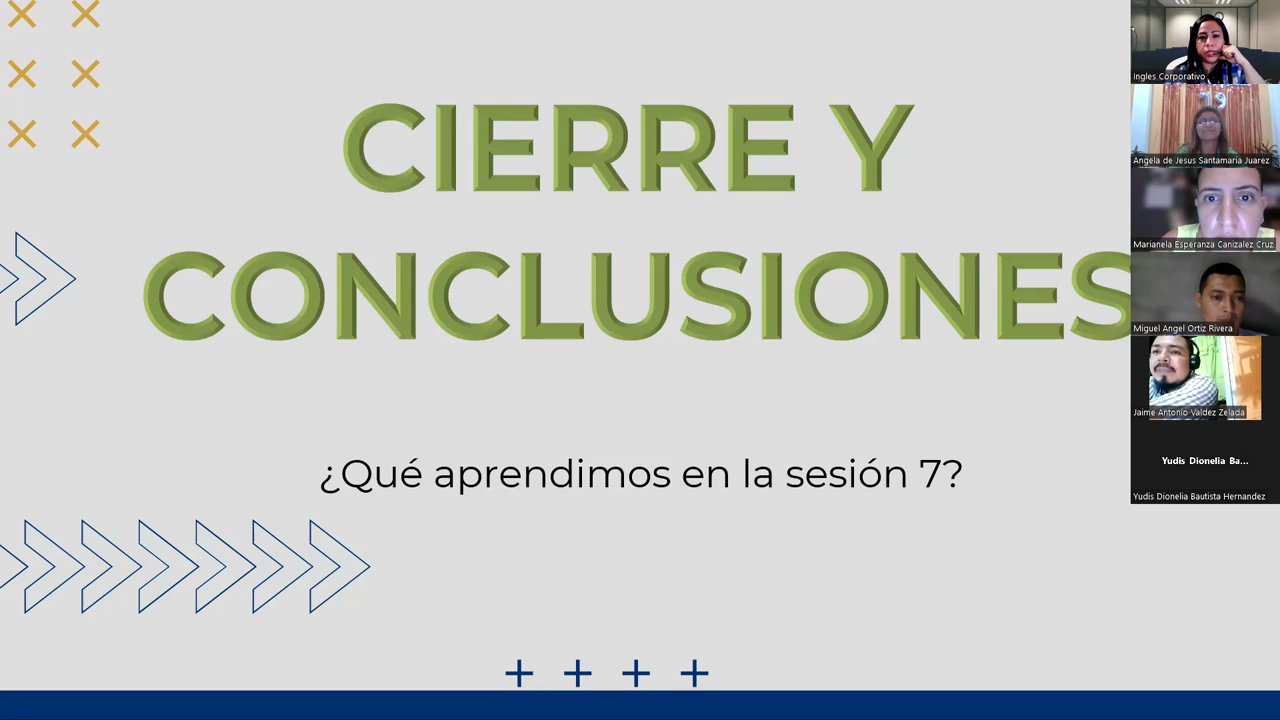 CIERRE Y
CONCLUSIONES
¿Qué aprendimos en la sesión 7?
Ingles Corporativo
19
Angela de Jesus Santamaria Juarez
Marianela Esperanza Canizalez Cruz
Miguel Angel Ortiz Rivera
Jaime Antonio Valdez Zelada
Yudis Dionelia Ba...
Yudis Dionelia Bautista Hernandez